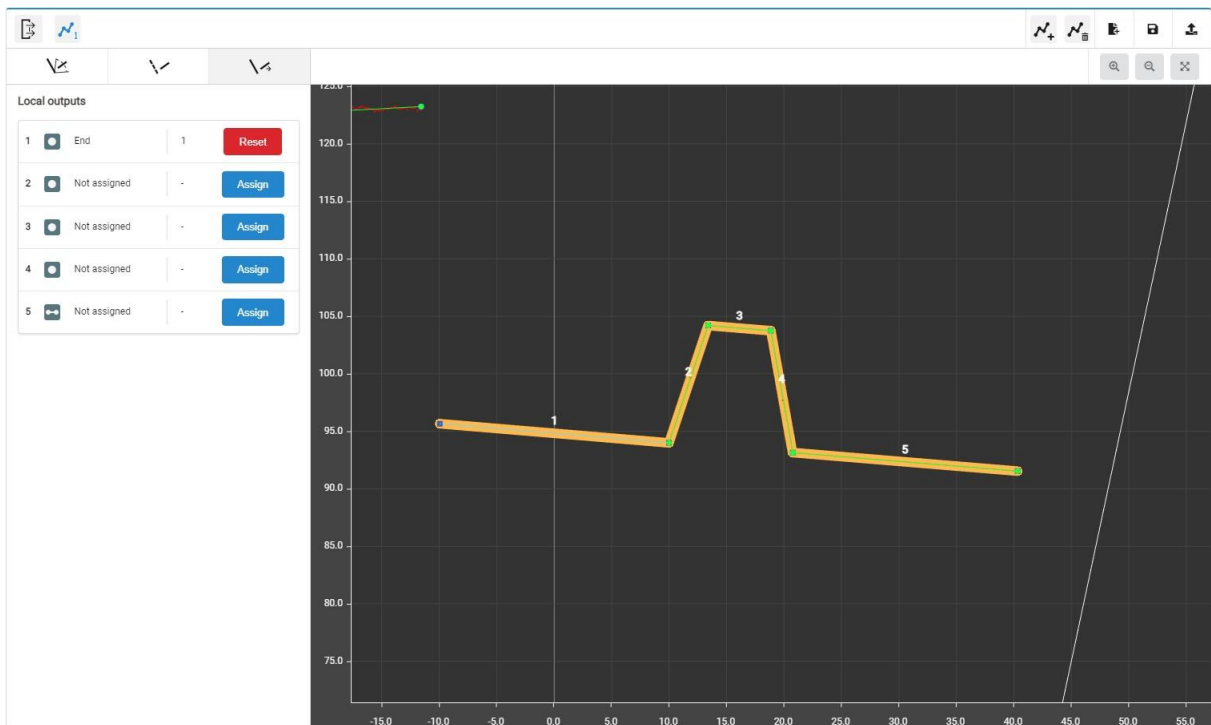 1
Local outputs
1 End 1 Reset
2 Not assigned - Assign
3 Not assigned - Assign
4 Not assigned - Assign
5 Not assigned - Assign
125.0
120.0
115.0
110.0
105.0
100.0
95.0
90.0
85.0
80.0
75.0
3
2
4
1
5
-15.0 -10.0 -5.0 0.0 5.0 10.0 15.0 20.0 25.0 30.0 35.0 40.0 45.0 50.0 55.0